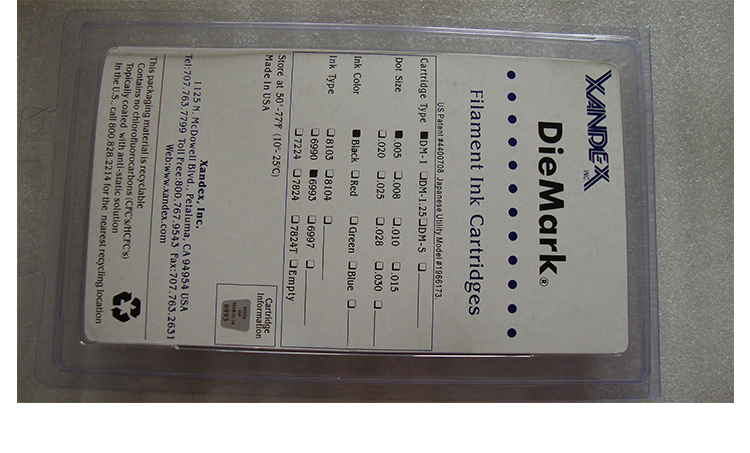 XANDEX
INC.
DieMark®
Filament Ink Cartridges
US Patent #4400708. Japanese Utility Model #1966173.
Cartridge Type ■DM-1 □DM-1.25 □DM-S □
Dot Size ■.005 □.008 □.010 □.015
□.020 □.025 □.028 □.030 □
Ink Color ■Black □Red □Green □Blue □
Ink Type □8103 □8104 □
□6990 ■6993 □6997 □
□7224 □7824 □7824T □Empty
Store at 50°-77°F (10°-25°C)
Made In USA
Cartridge
Information
6993
Xandex, Inc.
1125 N. McDowell Blvd., Petaluma, CA 94954 USA
Tel:707.763.7799 Toll Free:800.767.9543 Fax:707.763.2631
Web:www.xandex.com
This packaging material is recyclable
Contains no chlorofluorocarbons (CFC's/HCFC's)
Topically coated with anti-static solution
In the U.S., call 800.828.2214 for the nearest recycling location